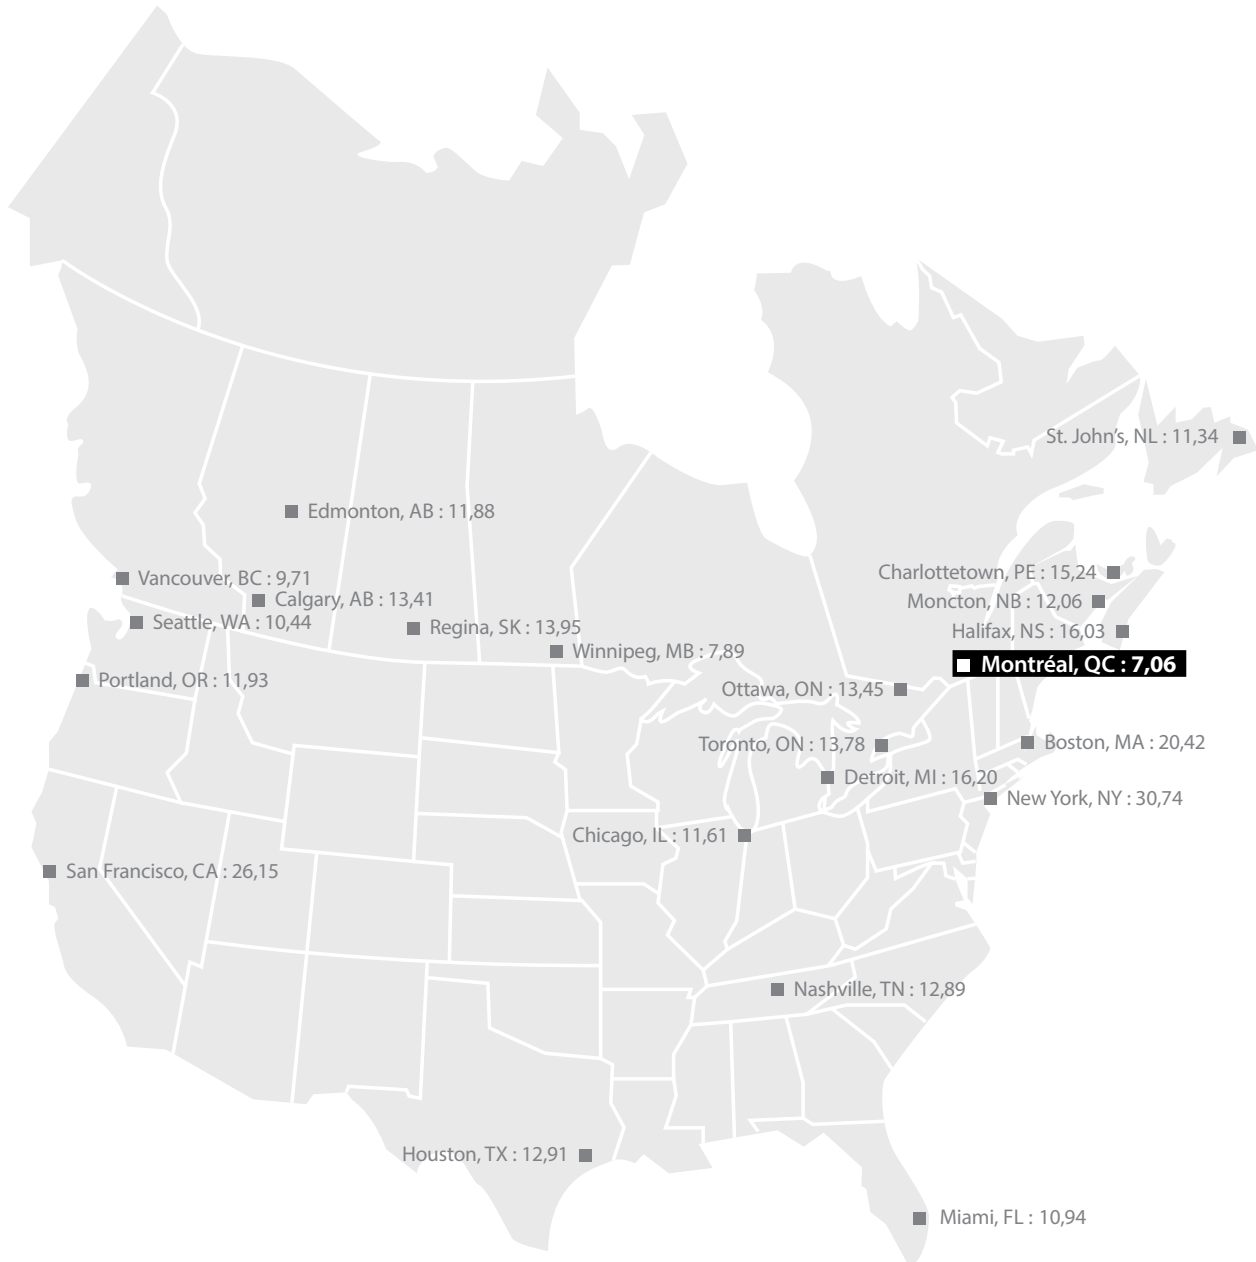 St. John’s, NL : 11,34
Edmonton, AB : 11,88
Charlottetown, PE : 15,24
Vancouver, BC : 9,71
Calgary, AB : 13,41
Moncton, NB : 12,06
Seattle, WA : 10,44
Regina, SK : 13,95
Halifax, NS : 16,03
Winnipeg, MB : 7,89
Montréal, QC : 7,06
Portland, OR : 11,93
Ottawa, ON : 13,45
Toronto, ON : 13,78
Boston, MA : 20,42
Detroit, MI : 16,20
New York, NY : 30,74
Chicago, IL : 11,61
San Francisco, CA : 26,15
Nashville, TN : 12,89
Houston, TX : 12,91
Miami, FL : 10,94